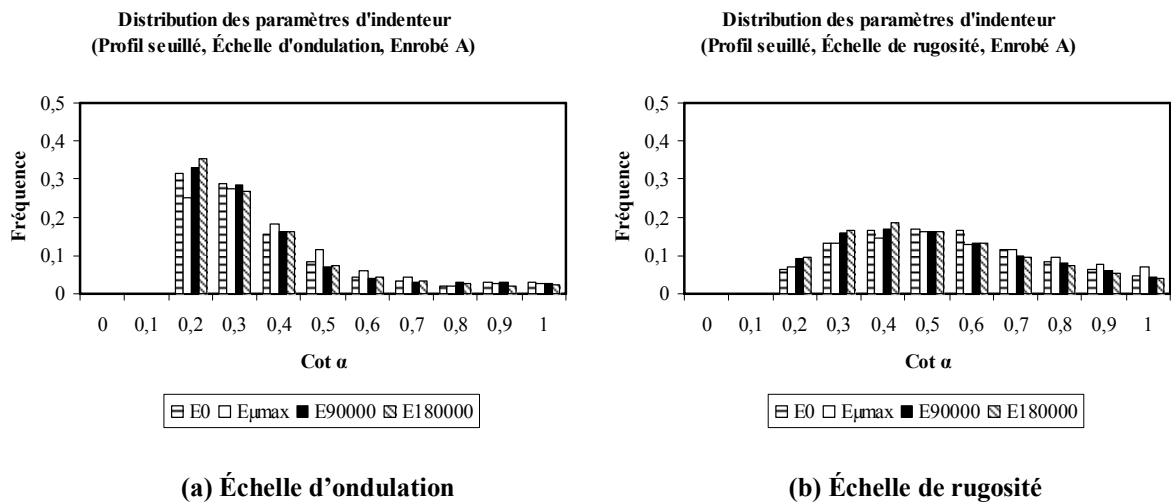 Distribution des paramètres d'indenteur
(Profil seuillé, Échelle d'ondulation, Enrobé A)
Fréquence
0,5
0,4
0,3
0,2
0,1
0
0 0,1 0,2 0,3 0,4 0,5 0,6 0,7 0,8 0,9 1
Cot α
E0 Eμmax E90000 E180000
(a) Échelle d’ondulation
Distribution des paramètres d'indenteur
(Profil seuillé, Échelle de rugosité, Enrobé A)
Fréquence
0,5
0,4
0,3
0,2
0,1
0
0 0,1 0,2 0,3 0,4 0,5 0,6 0,7 0,8 0,9 1
Cot α
E0 Eμmax E90000 E180000
(b) Échelle de rugosité